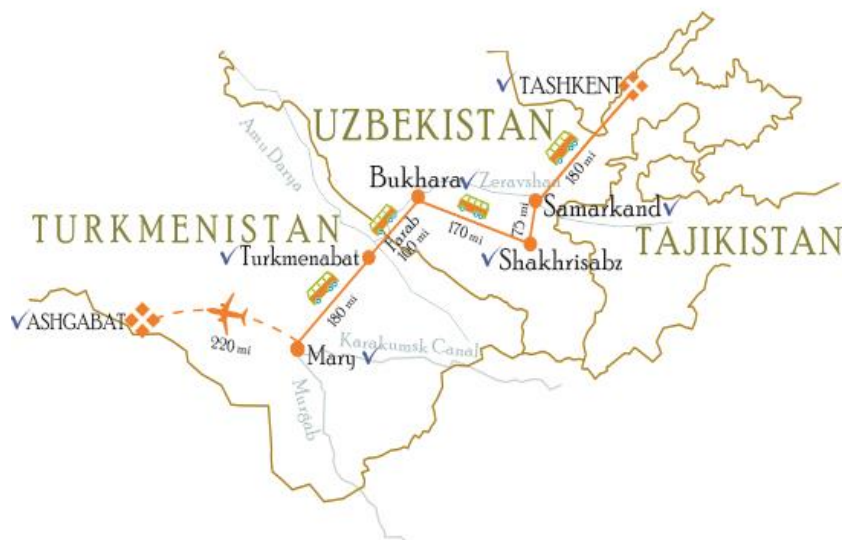 TASHKENT
UZBEKISTAN
Amu Darya
180 mi
Bukhara
Zeravshan
Samarkand
75 mi
170 mi
TURKMENISTAN
Farab
100 mi
TAJIKISTAN
Turkmenabat
Shakhrisabz
ASHGABAT
180 mi
220 mi
Mary
Karakumsk Canal
Murgab